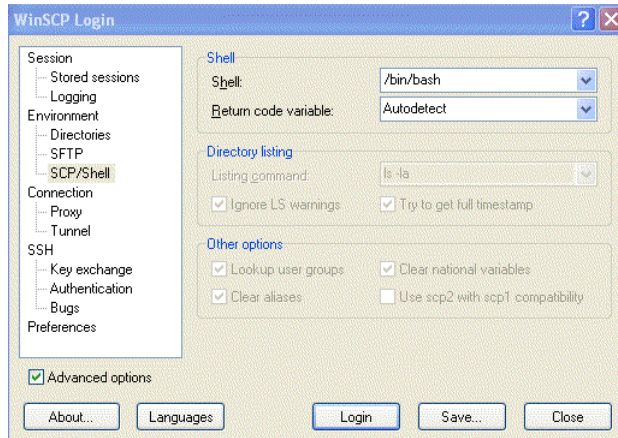 WinSCP Login
Session
Stored sessions
Logging
Environment
Directories
SFTP
SCP/Shell
Connection
Proxy
Tunnel
SSH
Key exchange
Authentication
Bugs
Preferences
Shell
Shell: /bin/bash
Return code variable: Autodetect
Directory listing
Listing command: ls -la
Ignore LS warnings Try to get full timestamp
Other options
Lookup user groups Clear national variables
Clear aliases Use scp2 with scp1 compatibility
Advanced options
About... Languages Login Save... Close